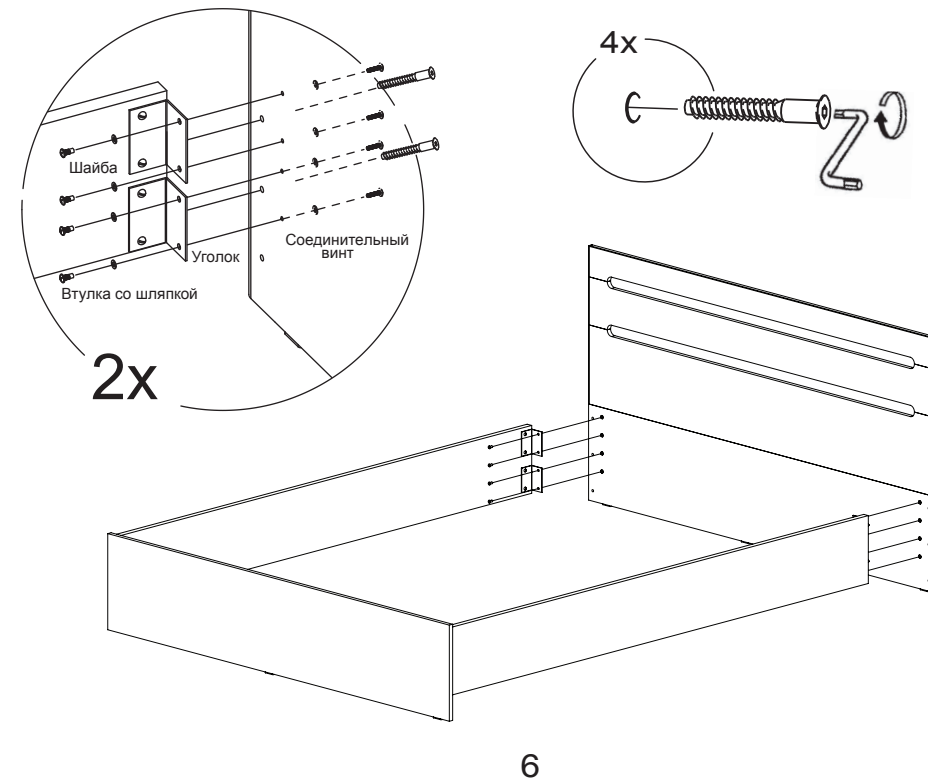 4x
Шайба
Уголок
Соединительный
винт
Втулка со шляпкой
2x
6